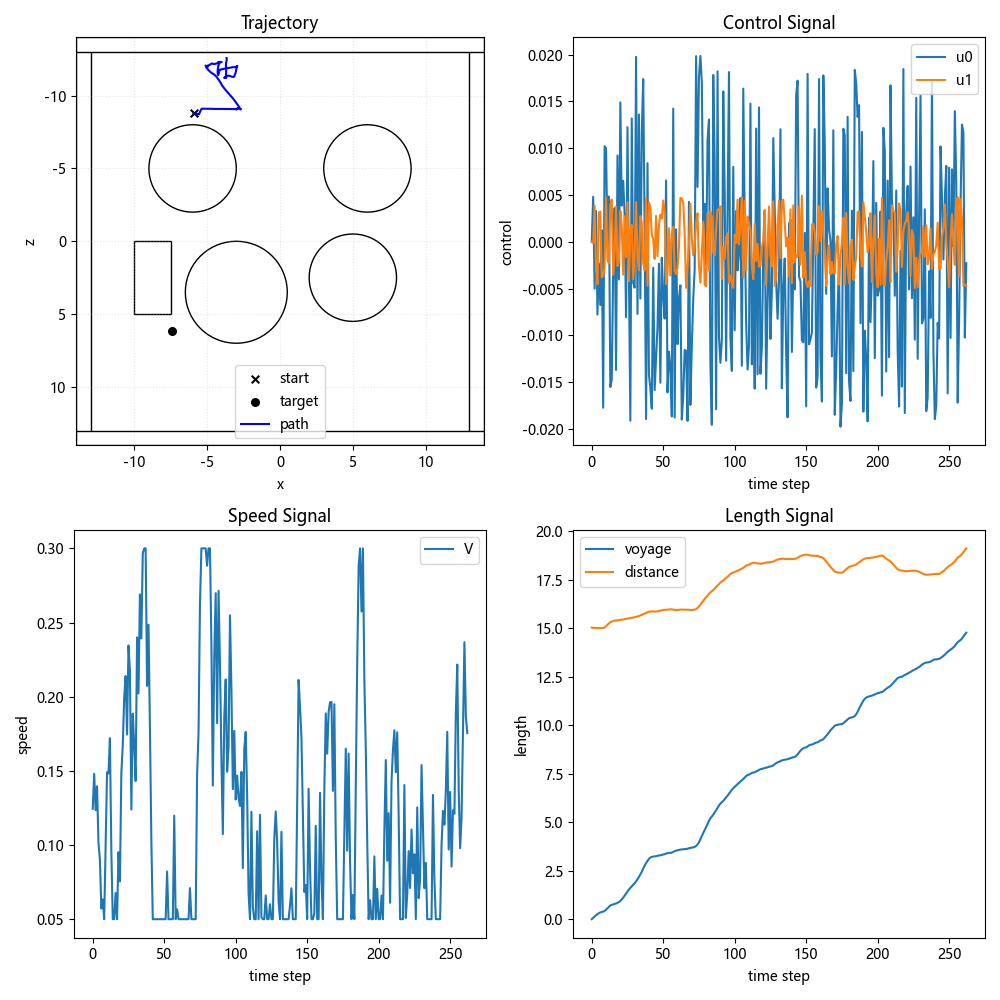 Trajectory
-10
-5
0
5
10
z
-10 -5 0 5 10
x
start
target
path
Control Signal
0.020
0.015
0.010
0.005
0.000
-0.005
-0.010
-0.015
-0.020
control
0 50 100 150 200 250
time step
u0
u1
Speed Signal
0.30
0.25
0.20
0.15
0.10
0.05
speed
0 50 100 150 200 250
time step
V
Length Signal
20.0
17.5
15.0
12.5
10.0
7.5
5.0
2.5
0.0
length
0 50 100 150 200 250
time step
voyage
distance